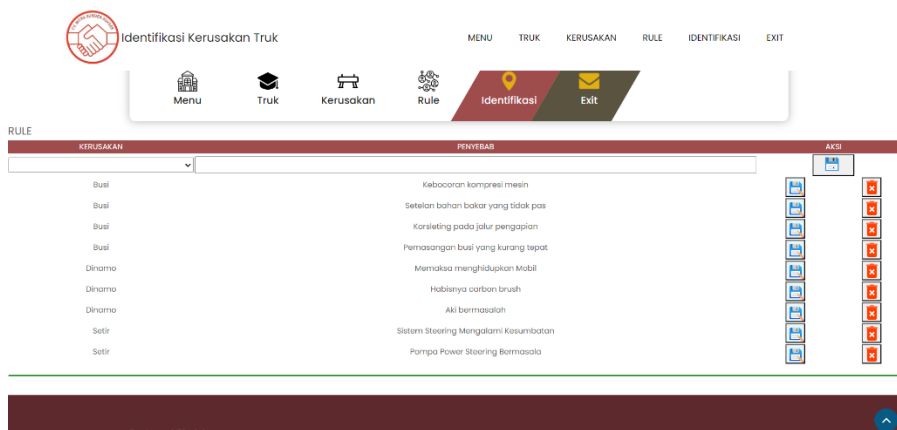 Identifikasi Kerusakan Truk
MENU TRUK KERUSAKAN RULE IDENTIFIKASI EXIT
Menu Truk Kerusakan Rule Identifikasi Exit
RULE
KERUSAKAN PENYEBAB AKSI
Busi Kebocoran kompresi mesin
Busi Setelan bahan bakar yang tidak pas
Busi Korsleting pada jalur pengapian
Busi Pemasangan busi yang kurang tepat
Dinamo Memaksa menghidupkan Mobil
Dinamo Habisnya carbon brush
Dinamo Aki bermasalah
Setir Sistem Steering Mengalami Kesumbatan
Setir Pompa Power Steering Bermasala